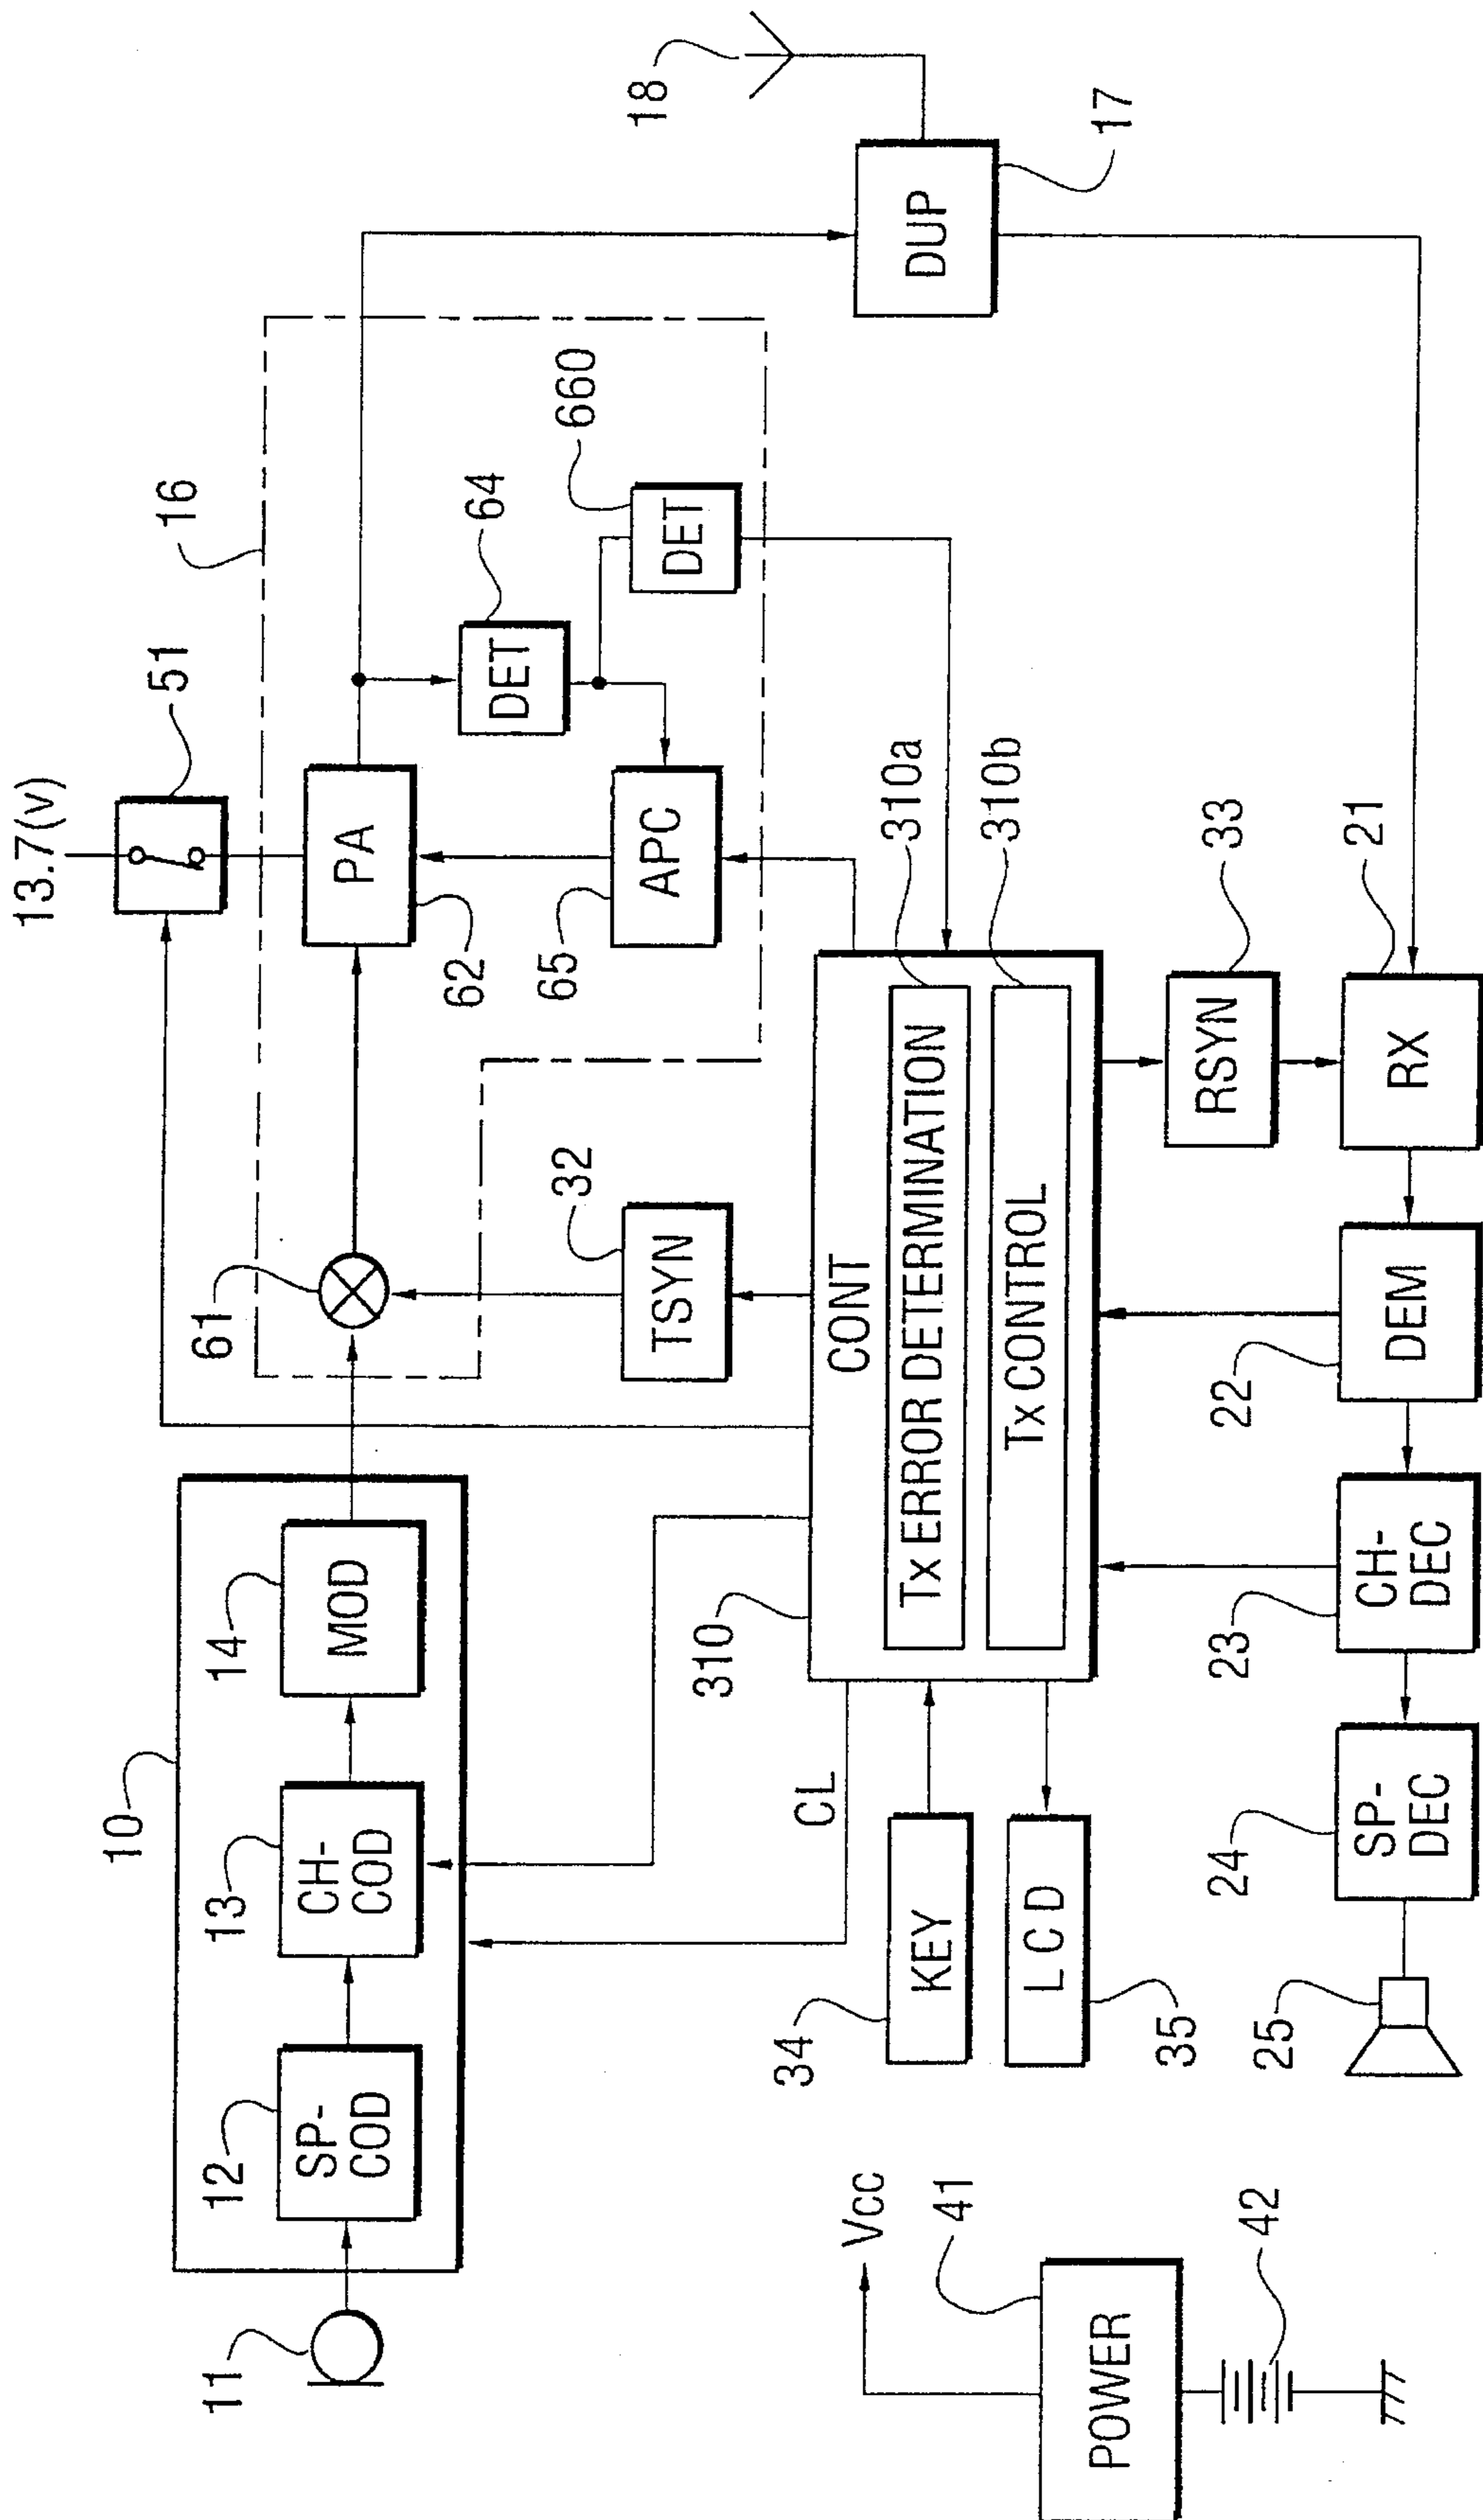 13.7(v)
51
16
10
14
13
12
11
MOD
CH-
COD
SP-
COD
61
PA
62
64
DET
660
DET
65
APC
32
TSYN
18
DUP
17
310
CONT
310a
Tx ERROR DETERMINATION
310b
Tx CONTROL
CL
34
KEY
LCD
35
33
RSYN
21
RX
22
DEM
23
CH-
DEC
24
SP-
DEC
25
Vcc
41
POWER
42